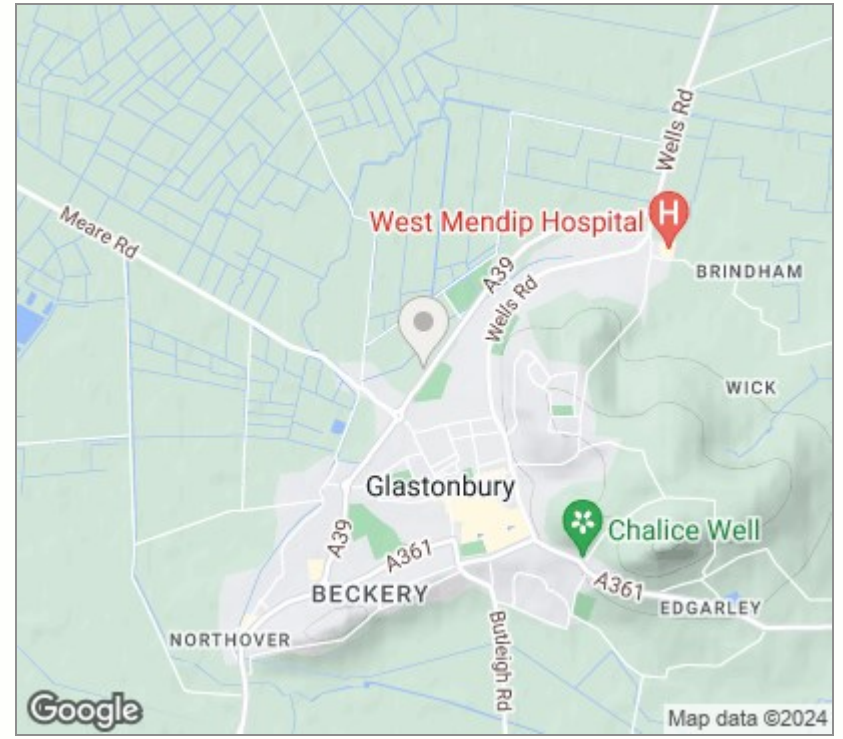 Wells Rd
Meare Rd
West Mendip Hospital
H
A39
BRINDHAM
Wells Rd
WICK
Glastonbury
Chalice Well
A39
A361
BECKERY
A361
EDGARLEY
NORTHOVER
Butleigh Rd
Google
Map data ©2024